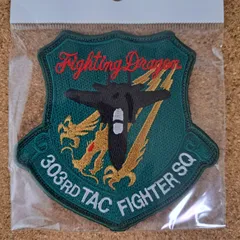 Fighting Dragon
303RD TAC FIGHTER SQ